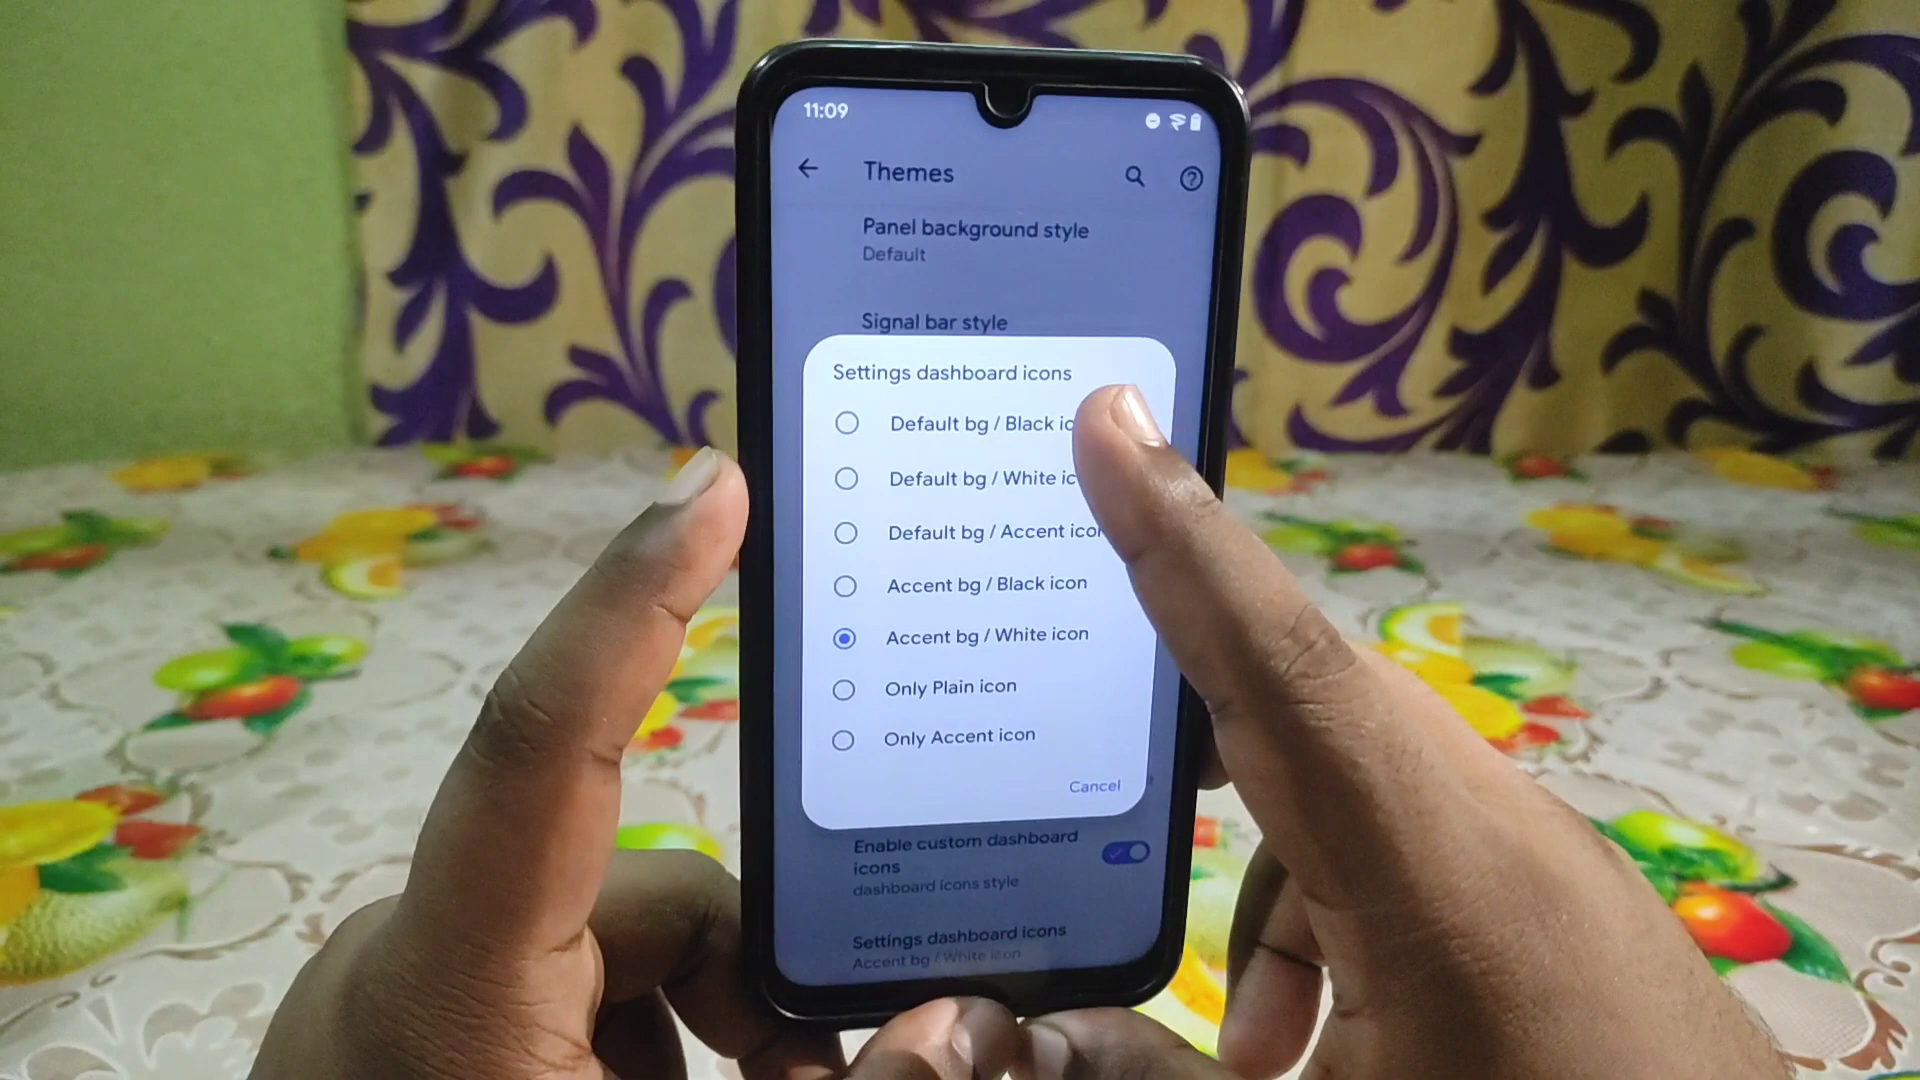 11:09
Themes
Panel background style
Default
Signal bar style
Settings dashboard icons
Default bg / Black ic
Default bg / White ic
Default bg / Accent icon
Accent bg / Black icon
Accent bg / White icon
Only Plain icon
Only Accent icon
Cancel
Enable custom dashboard
icons
dashboard icons style
Settings dashboard icons
Accent bg / White icon